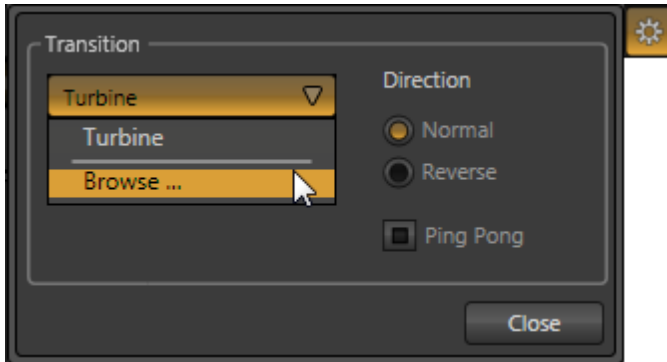 Transition
Turbine
Turbine
Browse ...
Direction
Normal
Reverse
Ping Pong
Close